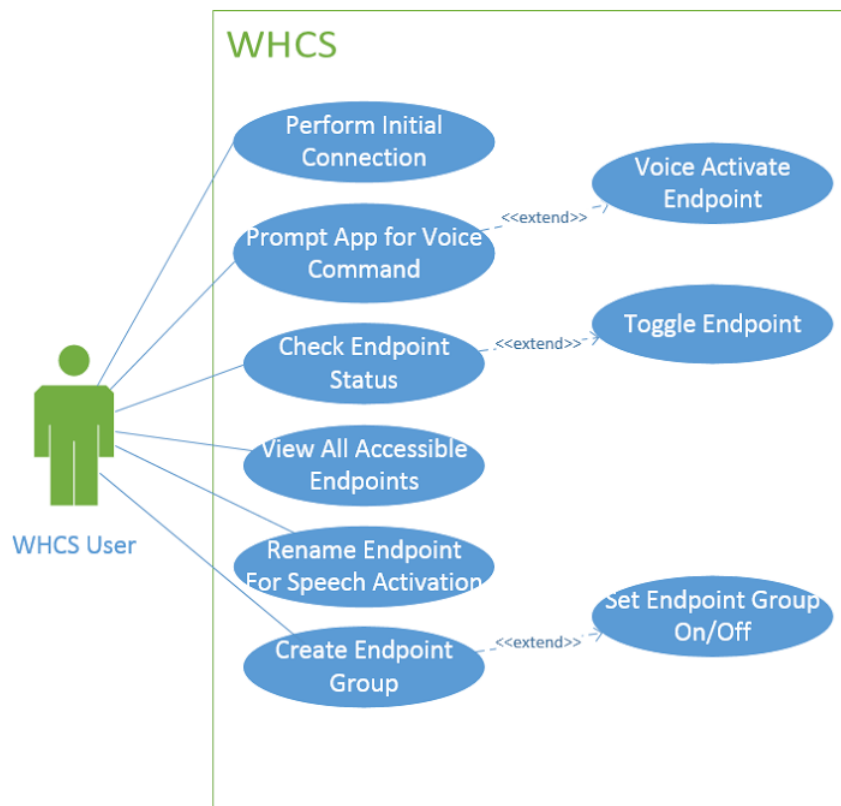 WHCS
Perform Initial
Connection
Voice Activate
Endpoint
<<extend>>
Prompt App for Voice
Command
Toggle Endpoint
<<extend>>
Check Endpoint
Status
View All Accessible
Endpoints
WHCS User
Rename Endpoint
For Speech Activation
Set Endpoint Group
On/Off
<<extend>>
Create Endpoint
Group